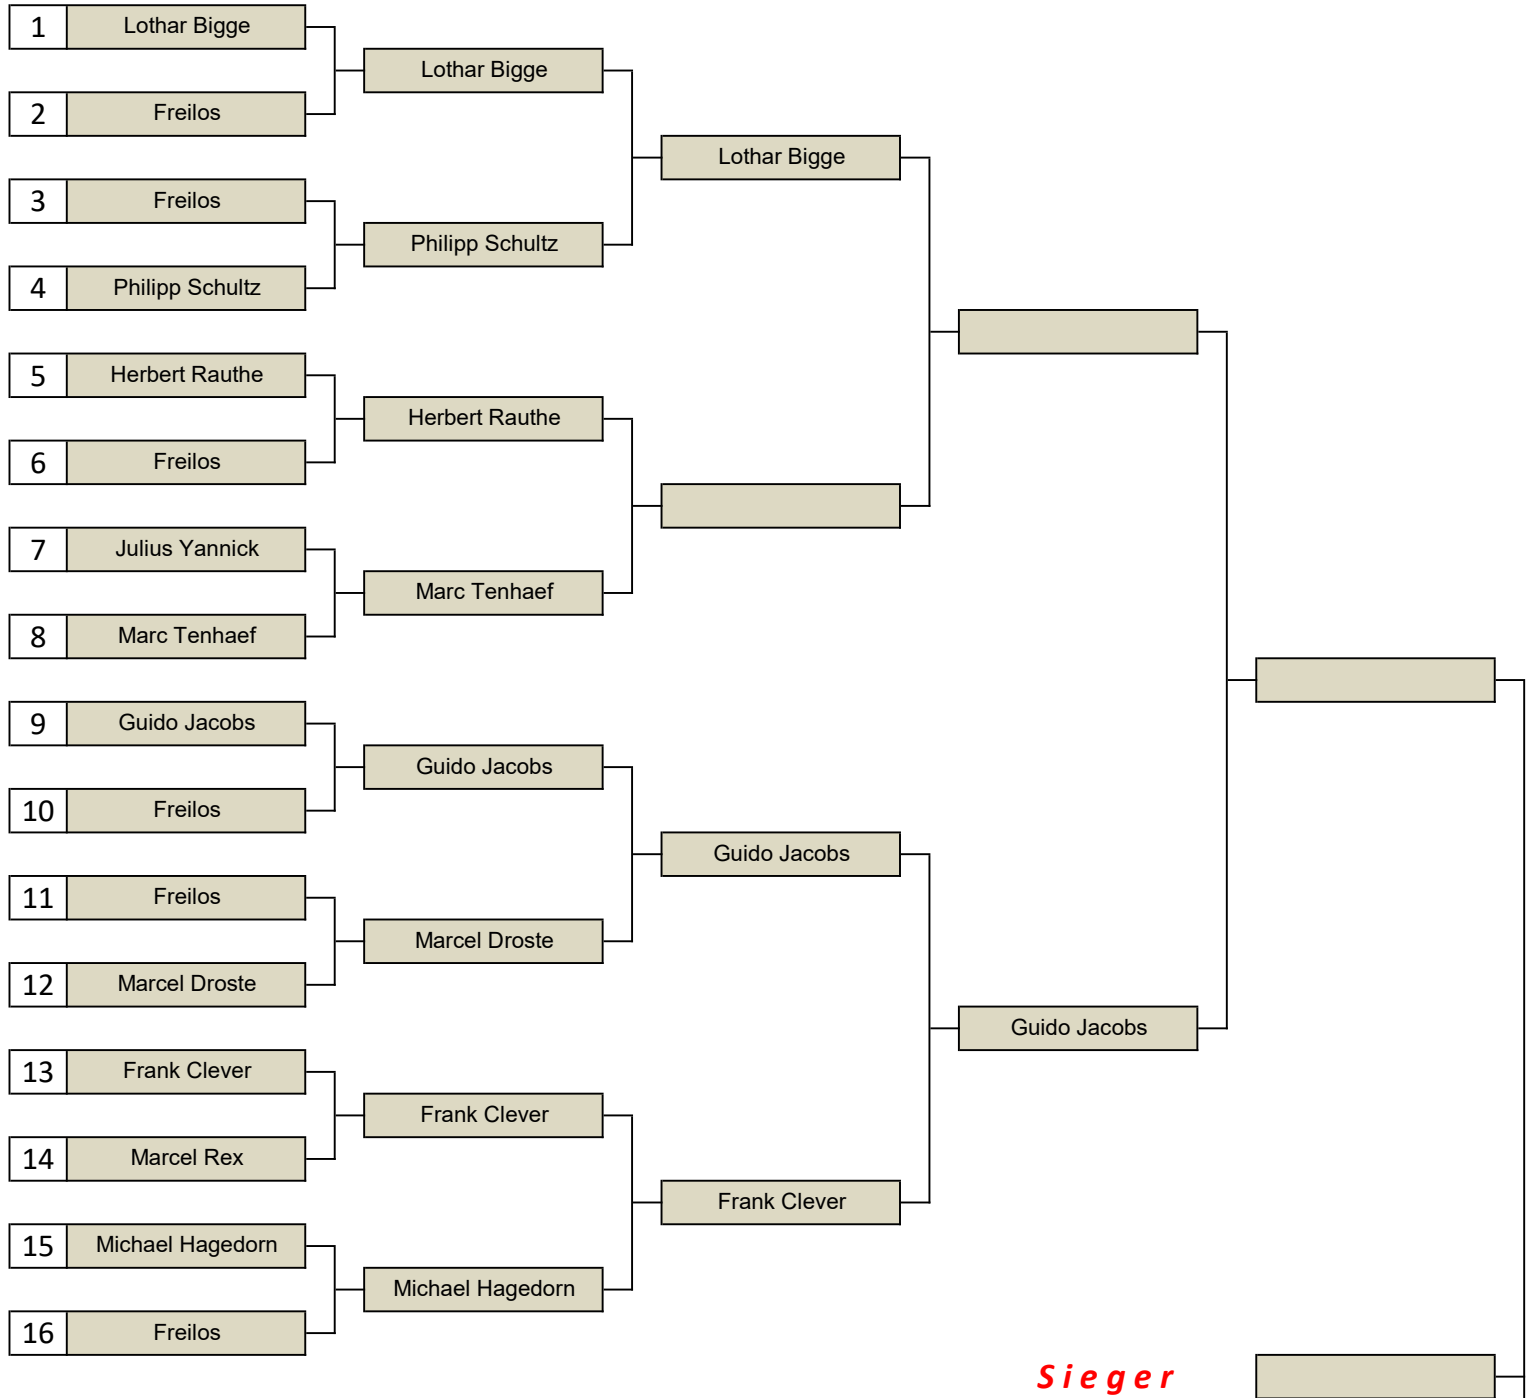 1 Lothar Bigge
2 Freilos
3 Freilos
4 Philipp Schultz
5 Herbert Rauthe
6 Freilos
7 Julius Yannick
8 Marc Tenhaef
9 Guido Jacobs
10 Freilos
11 Freilos
12 Marcel Droste
13 Frank Clever
14 Marcel Rex
15 Michael Hagedorn
16 Freilos
Lothar Bigge
Philipp Schultz
Herbert Rauthe
Marc Tenhaef
Guido Jacobs
Marcel Droste
Frank Clever
Michael Hagedorn
Lothar Bigge
Guido Jacobs
Frank Clever
Guido Jacobs
Sieger